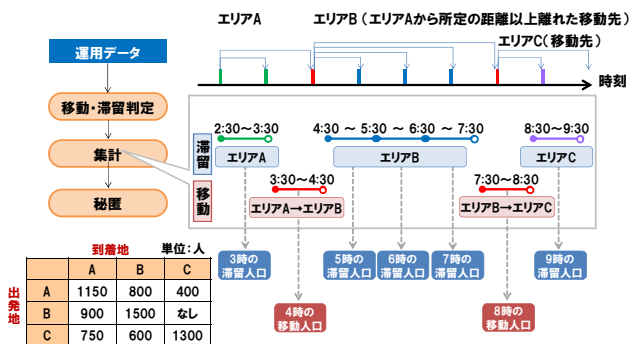 エリアA
エリアB（エリアAから所定の距離以上離れた移動先）
エリアC（移動先）
時刻
運用データ
移動・滞留判定
集計
秘匿
滞留
2:30～3:30
4:30 ～ 5:30 ～ 6:30 ～ 7:30
8:30～9:30
エリアA
エリアB
エリアC
移動
3:30～4:30
7:30～8:30
エリアA→エリアB
エリアB→エリアC
3時の
滞留人口
5時の
滞留人口
6時の
滞留人口
7時の
滞留人口
9時の
滞留人口
4時の
移動人口
8時の
移動人口
到着地 単位：人
出発地
A B C
A 1150 800 400
B 900 1500 なし
C 750 600 1300